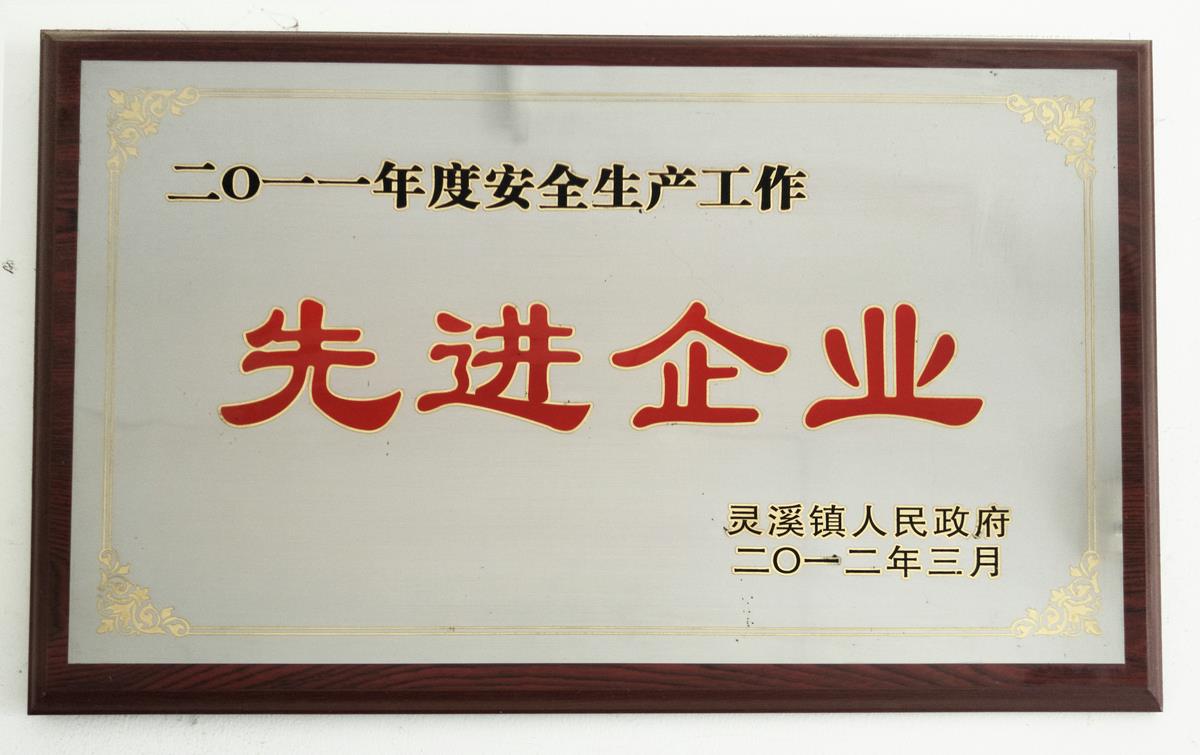 二〇一一年度安全生产工作
先进企业
灵溪镇人民政府
二〇一二年三月